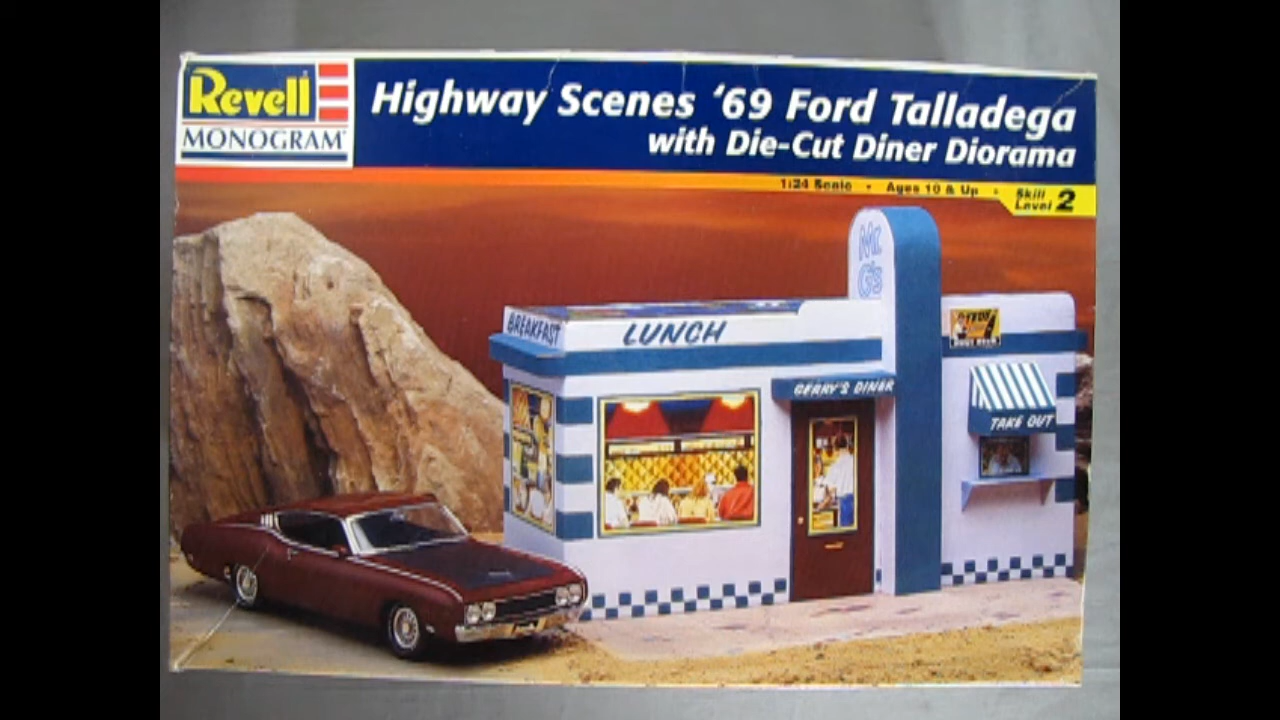 Revell
MONOGRAM
Highway Scenes '69 Ford Talladega
with Die-Cut Diner Diorama
1:24 Scale • Ages 10 & Up •
Skill Level 2
Mr. G's
BREAKFAST
LUNCH
GERRY'S DINER
TAKE OUT